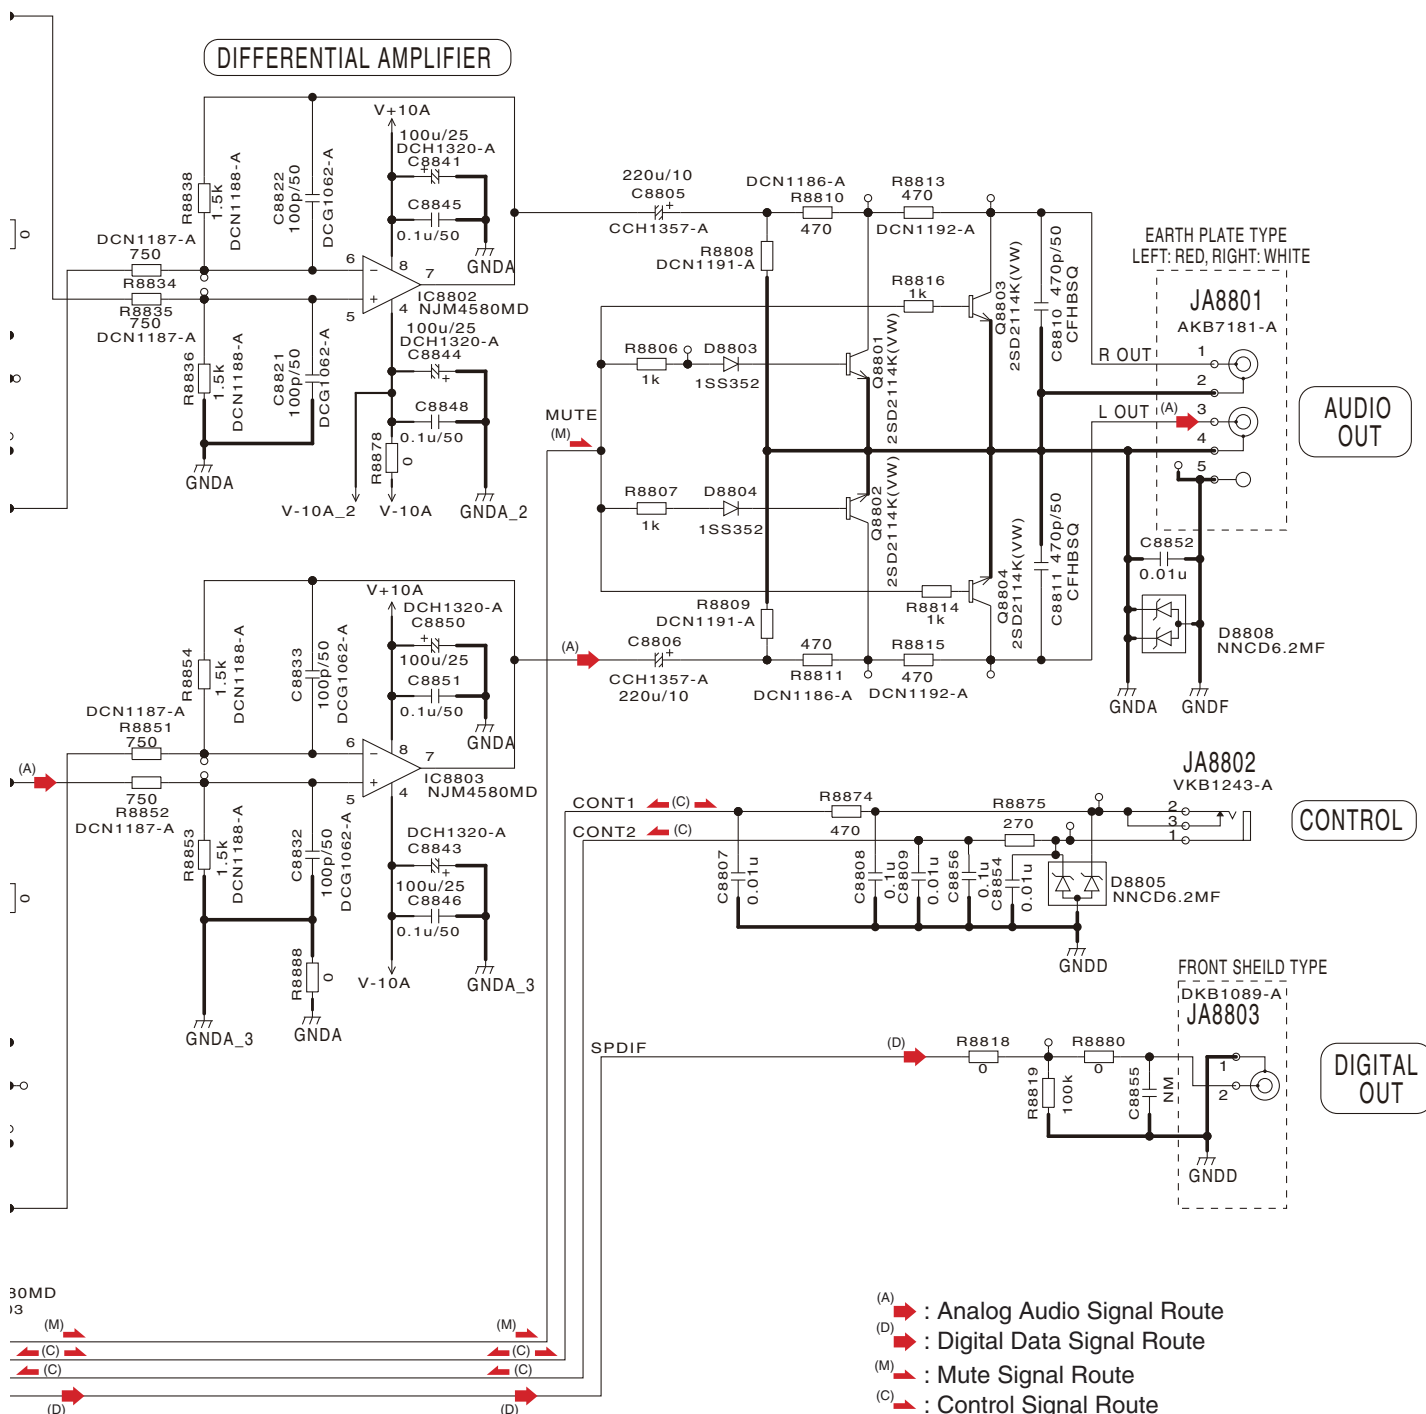 DIFFERENTIAL AMPLIFIER
V+10A
100u/25
DCH1320-A
C8841
C8845
0.1u/50
GNDA
R8838
1.5k
DCN1188-A
C8822
100p/50
DCG1062-A
0
DCN1187-A
750
R8834
R8835
750
DCN1187-A
6
8
7
5
4
IC8802
NJM4580MD
R8836
1.5k
DCN1188-A
C8821
100p/50
DCG1062-A
100u/25
DCH1320-A
C8844
C8848
0.1u/50
R8878
0
GNDA
V-10A_2
V-10A
GNDA_2
220u/10
C8805
CCH1357-A
DCN1186-A
R8810
470
R8813
470
DCN1192-A
R8808
DCN1191-A
R8816
1k
Q8803
2SD2114K(VW)
C8810 470p/50
CFHBSQ
R8806
1k
D8803
1SS352
Q8801
2SD2114K(VW)
MUTE
(M)
R8807
1k
D8804
1SS352
Q8802
2SD2114K(VW)
R8814
1k
Q8804
2SD2114K(VW)
C8811 470p/50
CFHBSQ
R8809
DCN1191-A
(A)
C8806
CCH1357-A
220u/10
470
R8811
DCN1186-A
R8815
470
DCN1192-A
EARTH PLATE TYPE
LEFT: RED, RIGHT: WHITE
JA8801
AKB7181-A
R OUT
1
2
L OUT
(A)
3
4
5
AUDIO
OUT
C8852
0.01u
D8808
NNCD6.2MF
GNDA
GNDF
V+10A
DCH1320-A
C8850
100u/25
C8851
0.1u/50
GNDA
R8854
1.5k
DCN1188-A
C8833
100p/50
DCG1062-A
DCN1187-A
R8851
750
(A)
750
R8852
DCN1187-A
6
8
7
5
4
IC8803
NJM4580MD
R8853
1.5k
DCN1188-A
C8832
100p/50
DCG1062-A
DCH1320-A
C8843
100u/25
C8846
0.1u/50
0
R8888
0
V-10A
GNDA_3
GNDA_3
GNDA
CONT1
(C)
CONT2
(C)
R8874
470
R8875
270
C8807
0.01u
C8808
0.1u
C8809
0.01u
C8856
0.1u
C8854
0.01u
D8805
NNCD6.2MF
GNDD
JA8802
VKB1243-A
2
3
1
CONTROL
FRONT SHEILD TYPE
DKB1089-A
JA8803
SPDIF
(D)
R8818
0
R8819
100k
R8880
0
C8855
NM
1
2
GNDD
DIGITAL
OUT
80MD
03
(M)
(M)
(C)
(C)
(C)
(C)
(D)
(D)
(A) : Analog Audio Signal Route
(D) : Digital Data Signal Route
(M) : Mute Signal Route
(C) : Control Signal Route